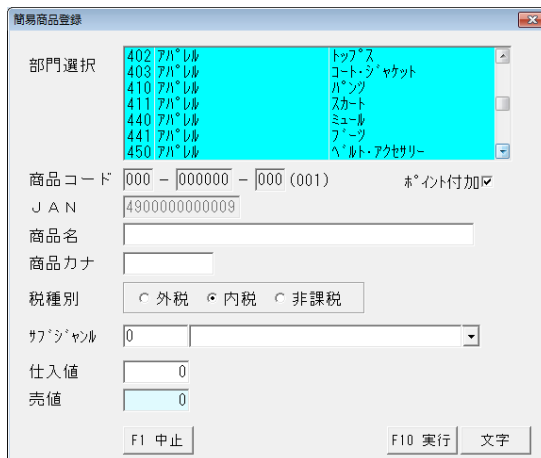 簡易商品登録
部門選択
402 ｱﾊﾟﾚﾙ ﾄｯﾌﾟｽ
403 ｱﾊﾟﾚﾙ ｺｰﾄ･ｼﾞｬｹｯﾄ
410 ｱﾊﾟﾚﾙ ﾊﾟﾝﾂ
411 ｱﾊﾟﾚﾙ ｽｶｰﾄ
440 ｱﾊﾟﾚﾙ ﾐｭｰﾙ
441 ｱﾊﾟﾚﾙ ﾌﾞｰﾂ
450 ｱﾊﾟﾚﾙ ﾍﾞﾙﾄ･ｱｸｾｻﾘｰ
商品コード 000 － 000000 － 000 (001) ﾎﾟｲﾝﾄ付加
ＪＡＮ 4900000000009
商品名
商品カナ
税種別 外税 内税 非課税
ｻﾌﾞｼﾞｬﾝﾙ 0
仕入値 0
売値 0
F1 中止 F10 実行 文字